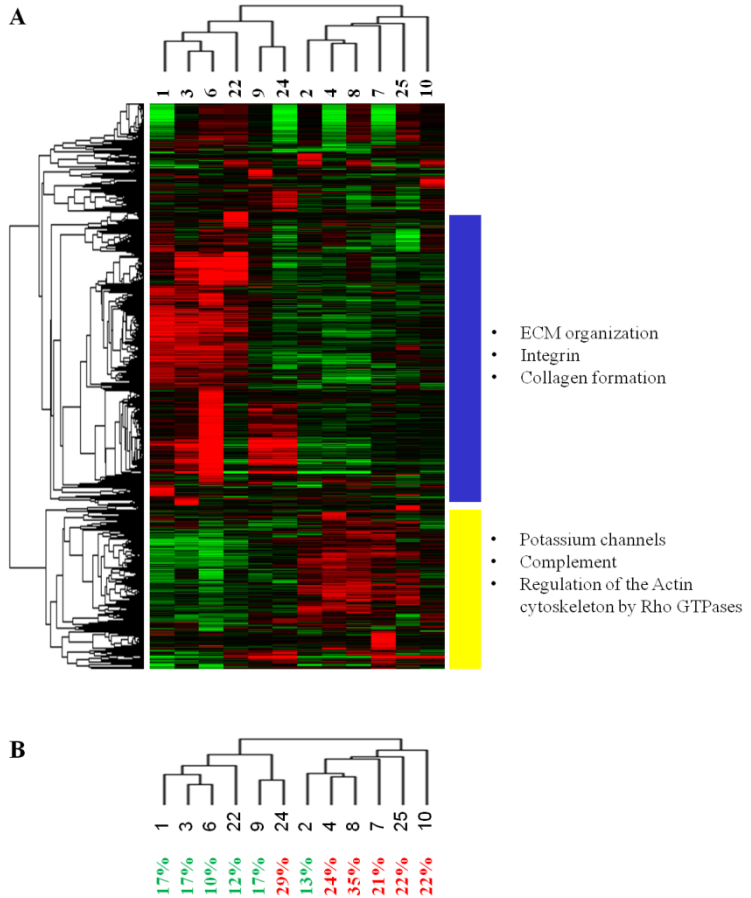 A
1 3 6 22 9 24 2 4 8 7 25 10
• ECM organization
• Integrin
• Collagen formation
• Potassium channels
• Complement
• Regulation of the Actin
cytoskeleton by Rho GTPases
B
1 3 6 22 9 24 2 4 8 7 25 10
17% 17% 10% 12% 17% 29% 13% 24% 35% 21% 22% 22%